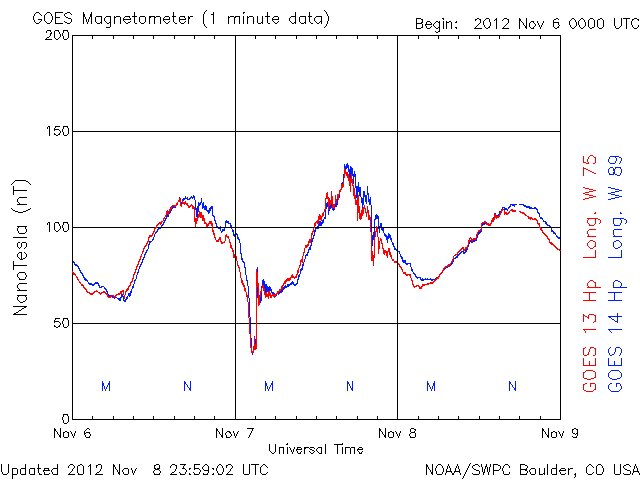 GOES Magnetometer (1 minute data)
Begin: 2012 Nov 6 0000 UTC
200
150
100
50
0
NanoTesla (nT)
M N M N M N
Nov 6 Nov 7 Nov 8 Nov 9
Universal Time
GOES 13 Hp Long. W 75
GOES 14 Hp Long. W 89
Updated 2012 Nov 8 23:59:02 UTC
NOAA/SWPC Boulder, CO USA